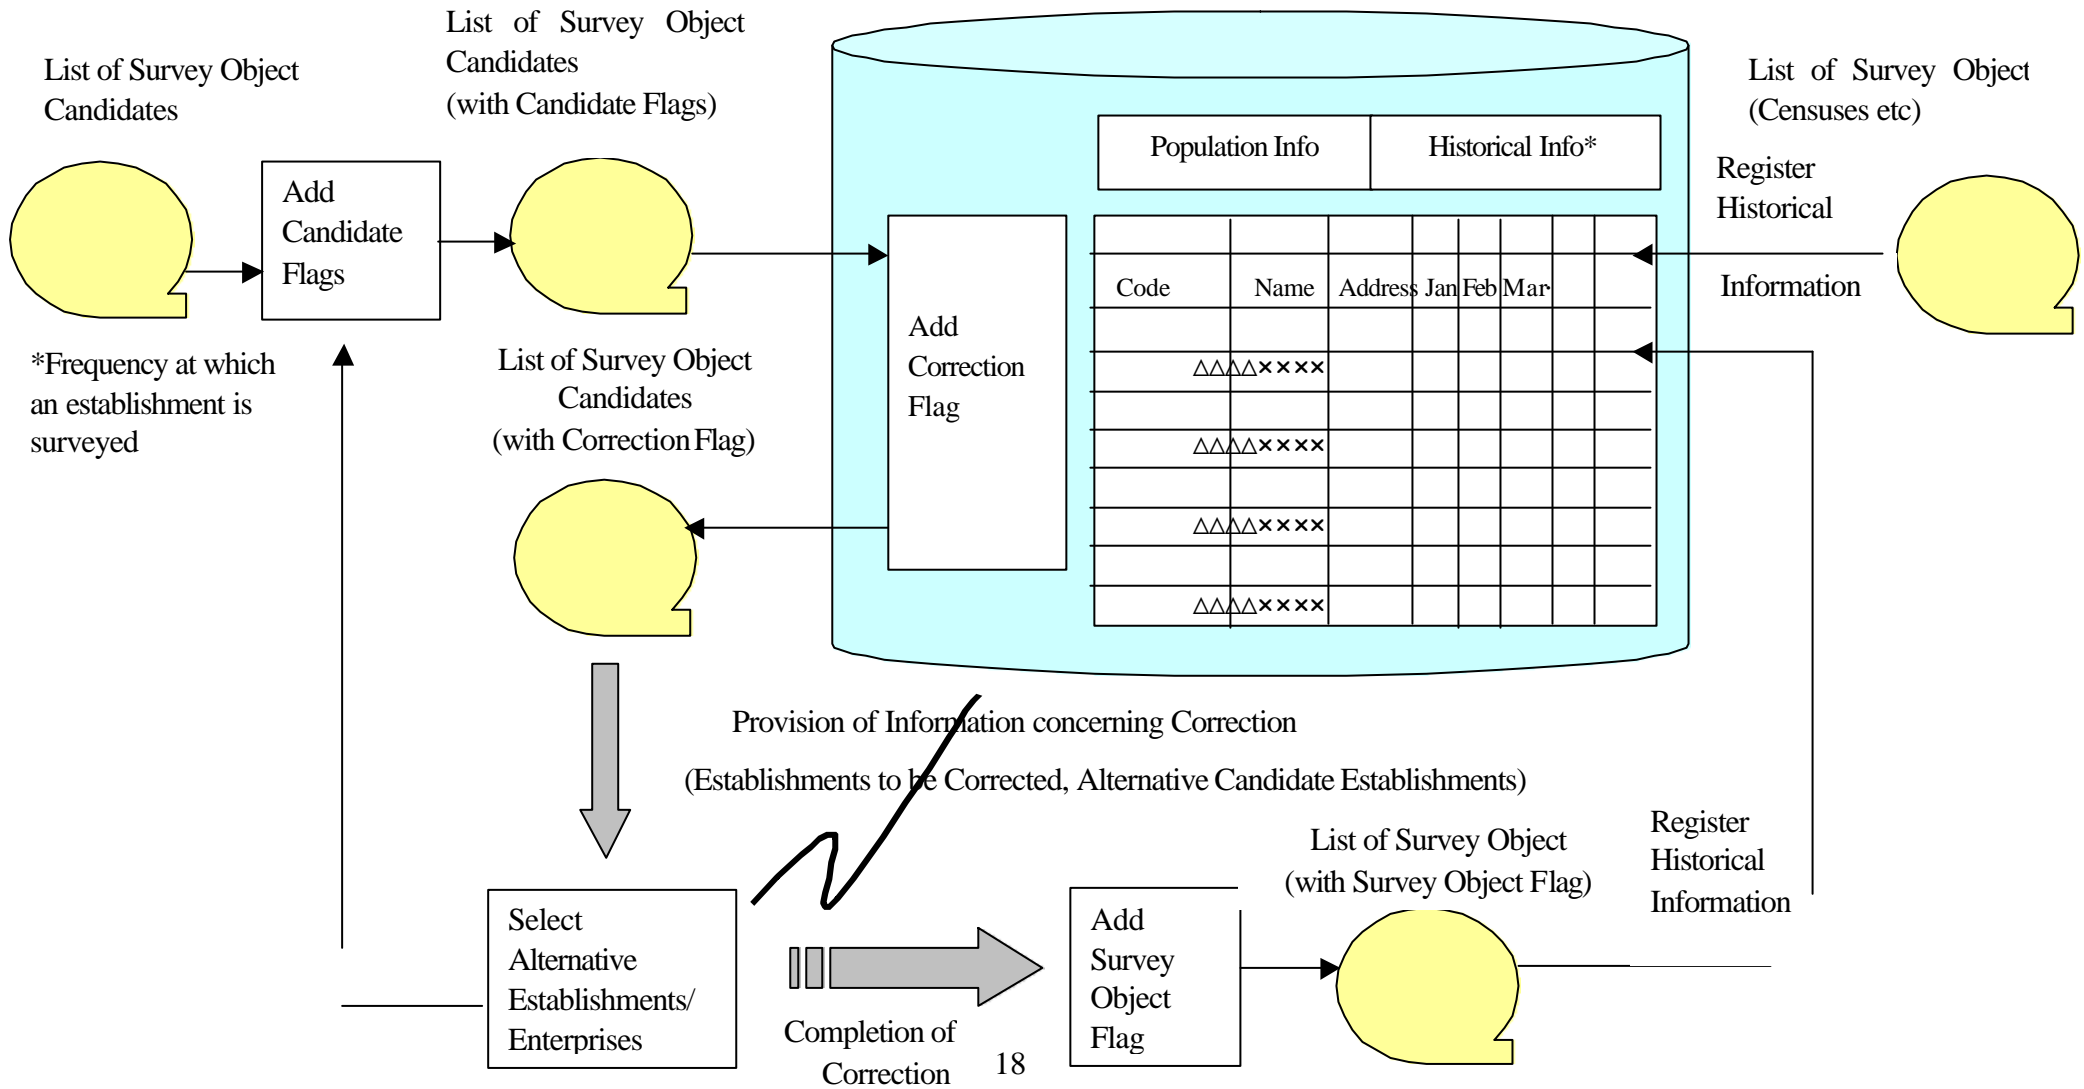 List of Survey Object
Candidates
List of Survey Object
Candidates
(with Candidate Flags)
List of Survey Object
(Censuses etc)
Population Info
Historical Info*
Register
Historical
Information
Add
Candidate
Flags
Add
Correction
Flag
Code Name Address Jan Feb Mar
△△△△××××
△△△△××××
△△△△××××
△△△△××××
*Frequency at which
an establishment is
surveyed
List of Survey Object
Candidates
(with Correction Flag)
Provision of Information concerning Correction
(Establishments to be Corrected, Alternative Candidate Establishments)
Select
Alternative
Establishments/
Enterprises
Completion of
Correction
18
Add
Survey
Object
Flag
List of Survey Object
(with Survey Object Flag)
Register
Historical
Information